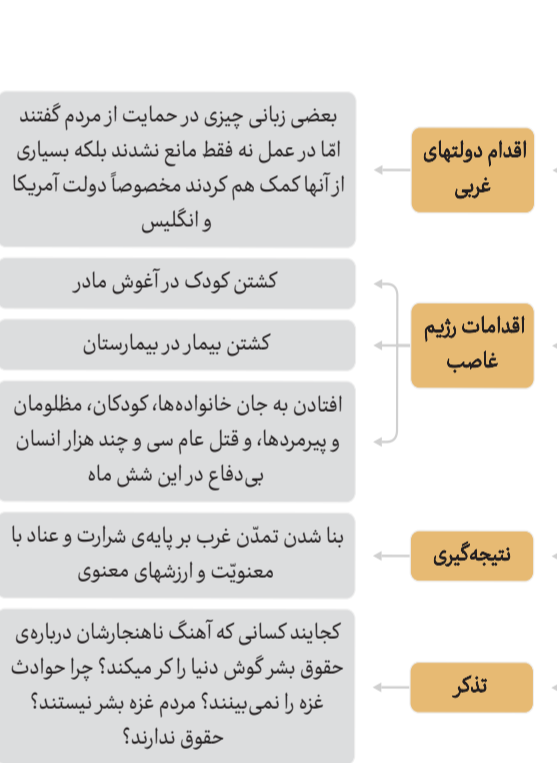 اقدام دولتهای
غربی
بعضی زبانی چیزی در حمایت از مردم گفتند
امّا در عمل نه فقط مانع نشدند بلکه بسیاری
از آنها کمک هم کردند مخصوصاً دولت آمریکا
و انگلیس
اقدامات رژیم
غاصب
کشتن کودک در آغوش مادر
کشتن بیمار در بیمارستان
افتادن به جان خانواده‌ها، کودکان، مظلومان
و پیرمردها، و قتل عام سی و چند هزار انسان
بی‌دفاع در این شش ماه
نتیجه‌گیری
بنا شدن تمدّن غرب بر پایه‌ی شرارت و عناد با
معنویّت و ارزشهای معنوی
تذکر
کجایند کسانی که آهنگ ناهنجارشان درباره‌ی
حقوق بشر گوش دنیا را کر میکند؟ چرا حوادث
غزه را نمی‌بینند؟ مردم غزه بشر نیستند؟
حقوق ندارند؟